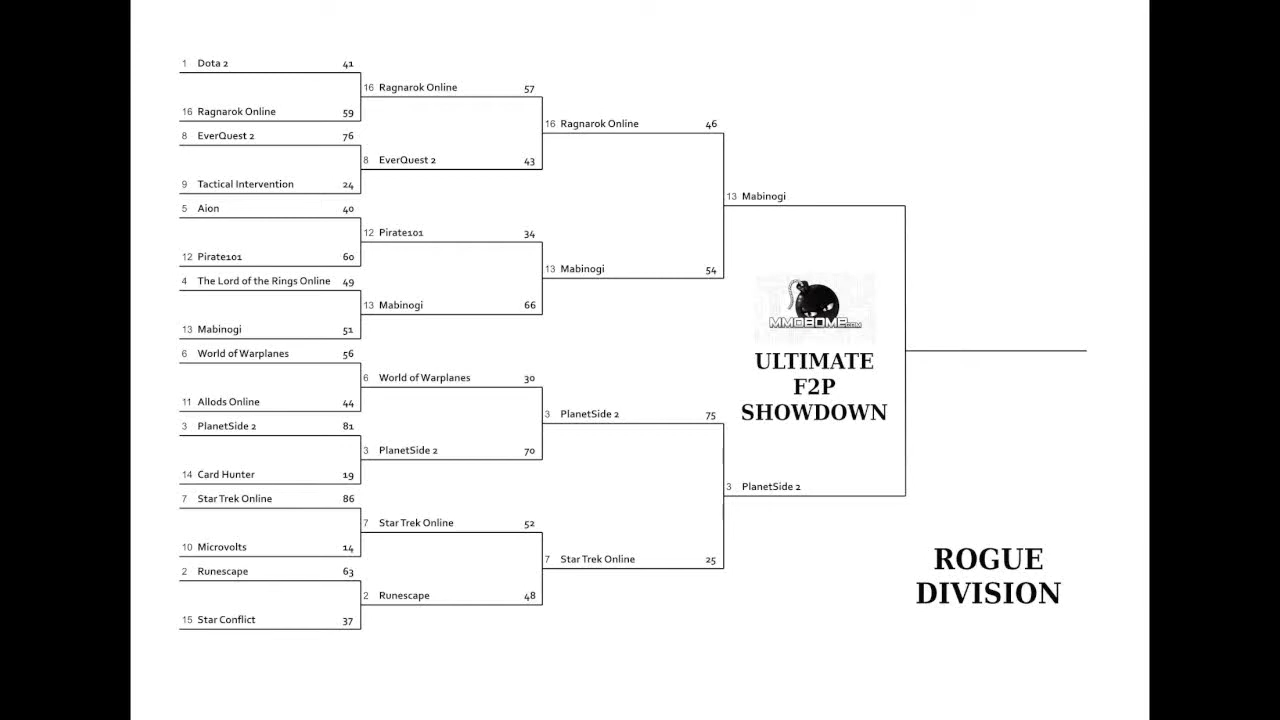 1 Dota 2 41
16 Ragnarok Online 59
8 EverQuest 2 76
9 Tactical Intervention 24
5 Aion 40
12 Pirate101 60
4 The Lord of the Rings Online 49
13 Mabinogi 51
6 World of Warplanes 56
11 Allods Online 44
3 PlanetSide 2 81
14 Card Hunter 19
7 Star Trek Online 86
10 Microvolts 14
2 Runescape 63
15 Star Conflict 37
16 Ragnarok Online 57
8 EverQuest 2 43
12 Pirate101 34
13 Mabinogi 66
6 World of Warplanes 30
3 PlanetSide 2 70
7 Star Trek Online 52
2 Runescape 48
16 Ragnarok Online 46
13 Mabinogi 54
3 PlanetSide 2 75
7 Star Trek Online 25
13 Mabinogi
3 PlanetSide 2
MMOBOMB.COM
ULTIMATE
F2P
SHOWDOWN
ROGUE
DIVISION